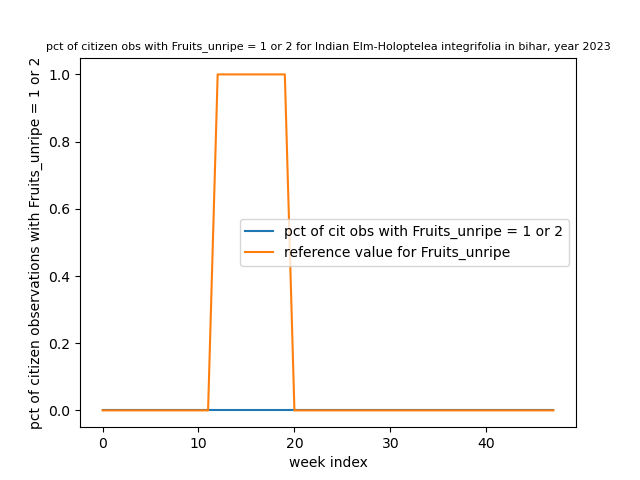 pct of citizen obs with Fruits_unripe = 1 or 2 for Indian Elm-Holoptelea integrifolia in bihar, year 2023
pct of citizen observations with Fruits_unripe = 1 or 2
1.0
0.8
0.6
0.4
0.2
0.0
pct of cit obs with Fruits_unripe = 1 or 2
reference value for Fruits_unripe
0 10 20 30 40
week index